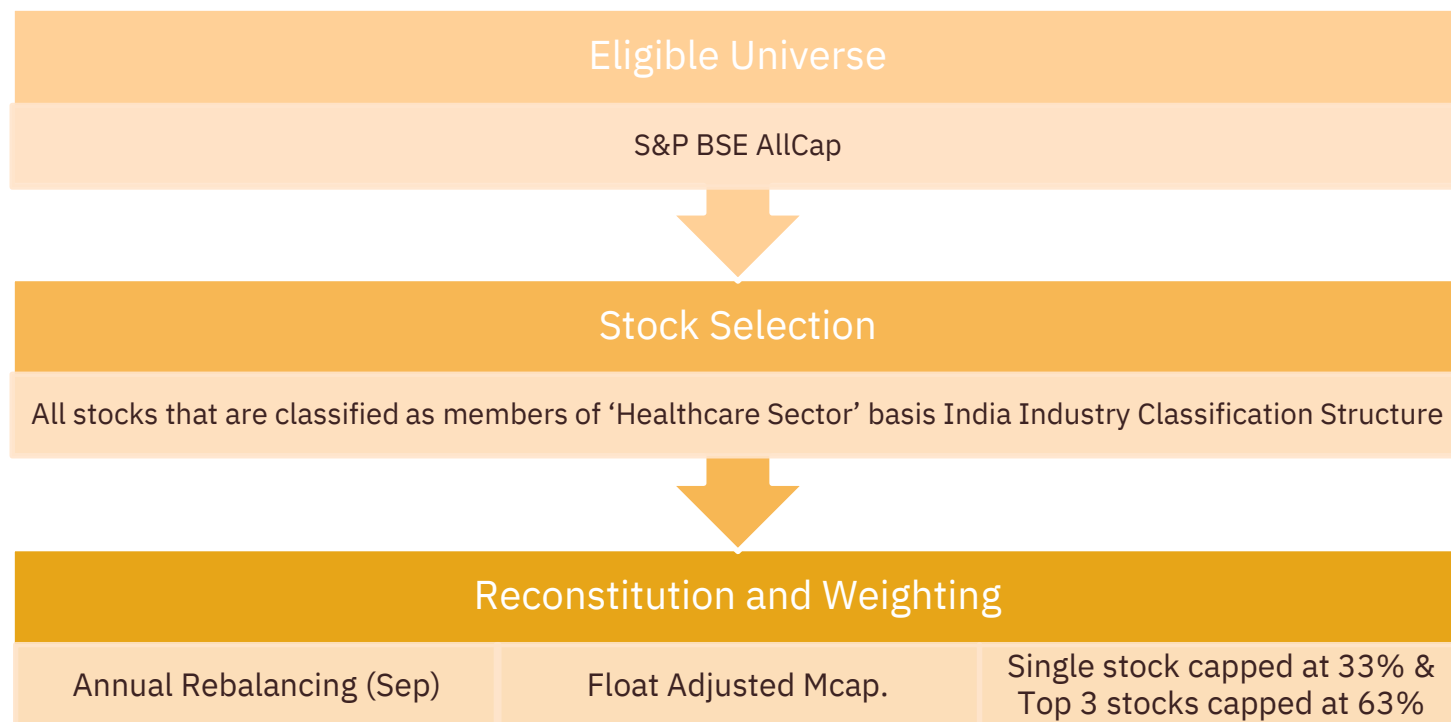 Eligible Universe
S&P BSE AllCap
Stock Selection
All stocks that are classified as members of ‘Healthcare Sector’ basis India Industry Classification Structure
Reconstitution and Weighting
Annual Rebalancing (Sep)
Float Adjusted Mcap.
Single stock capped at 33% &
Top 3 stocks capped at 63%